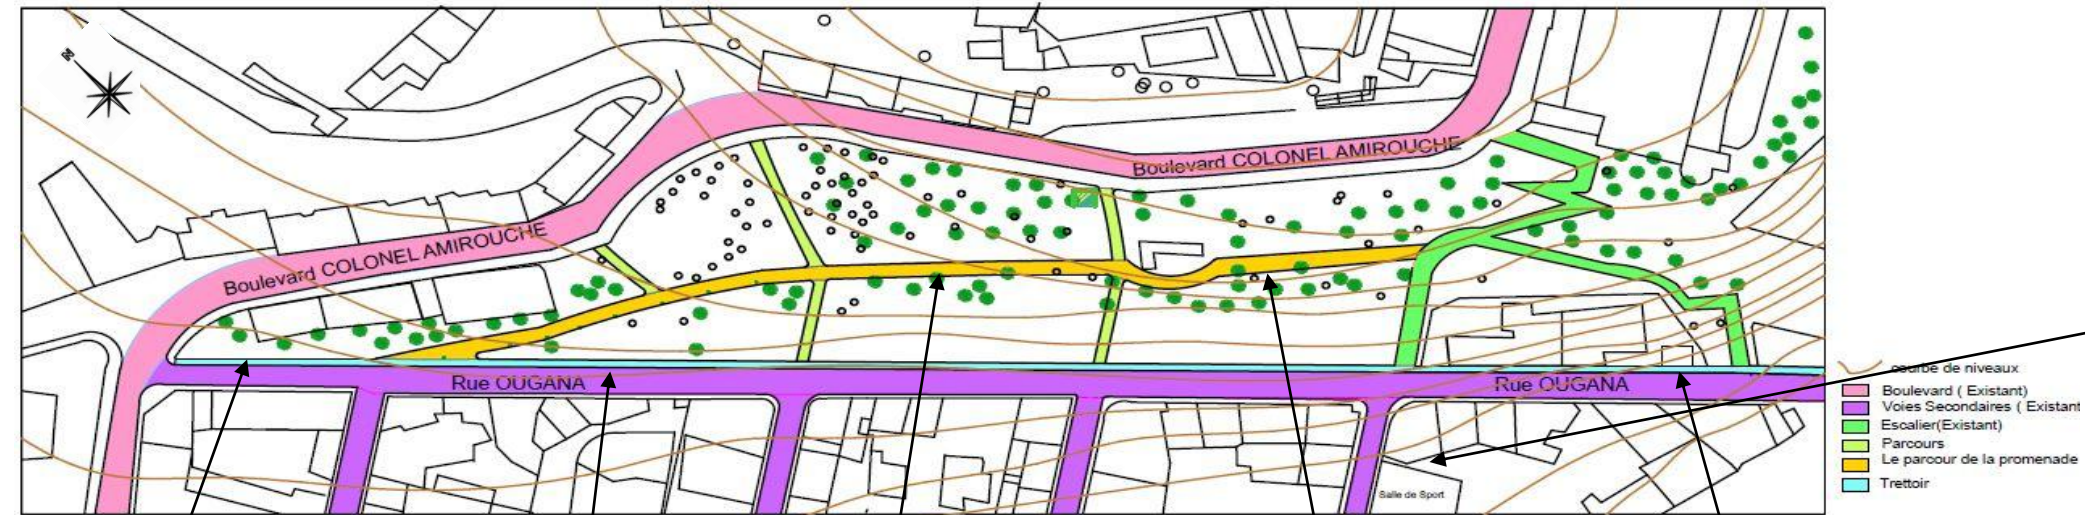 N
Boulevard COLONEL AMIROUCHE
Boulevard COLONEL AMIROUCHE
Rue OUGANA
Rue OUGANA
Salle de Sport
courbe de niveaux
Boulevard ( Existant)
Voies Secondaires ( Existant
Escalier(Existant)
Parcours
Le parcour de la promenade
Trettoir